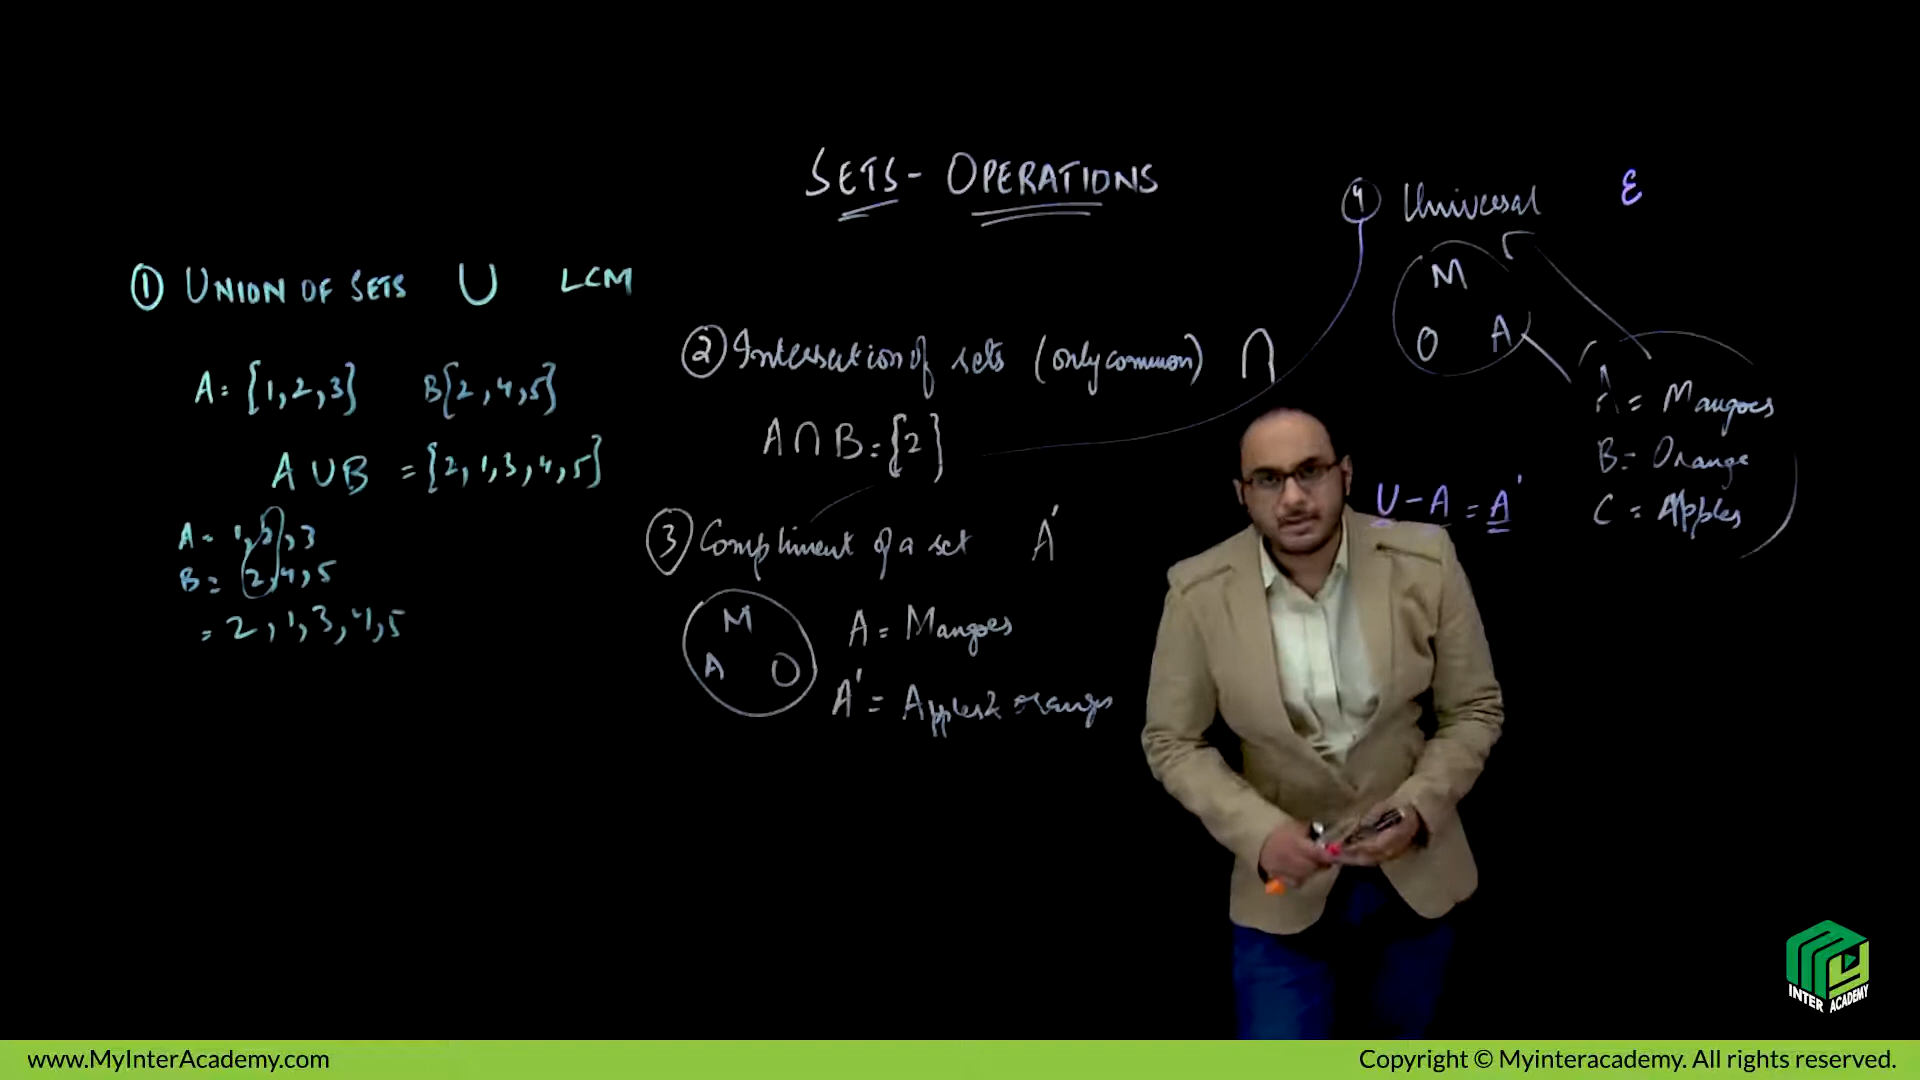 SETS - OPERATIONS
① UNION OF SETS U LCM
A = {1, 2, 3} B{2, 4, 5}
A U B = {2, 1, 3, 4, 5}
A = 1, 2, 3
B = 2, 4, 5
= 2, 1, 3, 4, 5
② Intersection of sets (only common) ∩
A ∩ B = {2}
③ Compliment of a set A'
M
A O
A = Mangoes
A' = Apples & oranges
④ Universal ε
M
O A
A = Mangoes
B = Orange
C = Apples
U - A = A'
INTER ACADEMY
www.MyInterAcademy.com
Copyright © Myinteracademy. All rights reserved.